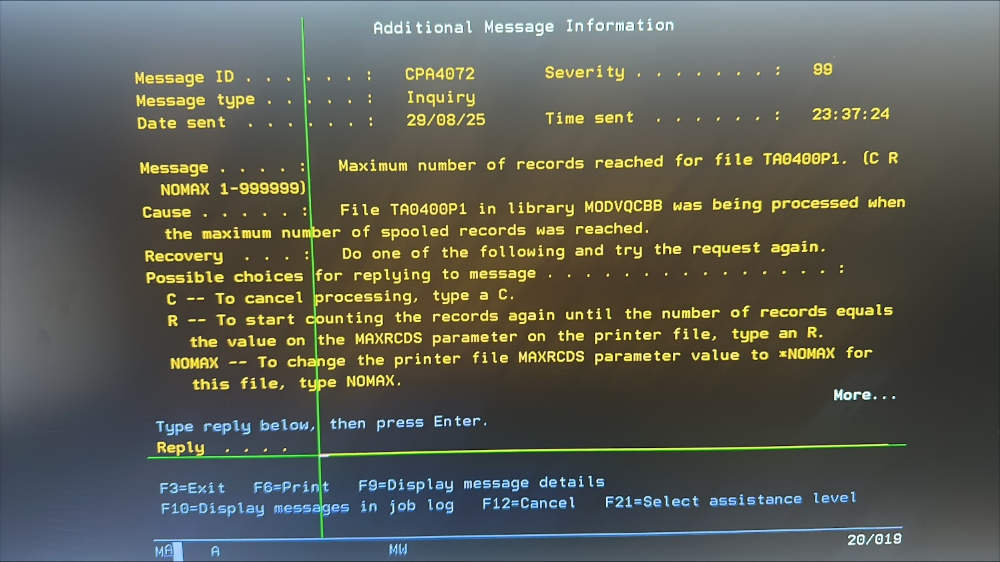 Additional Message Information
Message ID . . . . . . . :   CPA4072   Severity . . . . . . . :   99
Message type . . . . . . :   Inquiry
Date sent  . . . . . . . :   29/08/25   Time sent  . . . . . . :   23:37:24
Message . . . . :   Maximum number of records reached for file TA0400P1. (C R
NOMAX 1-999999)
Cause . . . . . :   File TA0400P1 in library MODVQCBB was being processed when
the maximum number of spooled records was reached.
Recovery  . . . :   Do one of the following and try the request again.
Possible choices for replying to message . . . . . . . . . . . . . . . :
C -- To cancel processing, type a C.
R -- To start counting the records again until the number of records equals
the value on the MAXRCDS parameter on the printer file, type an R.
NOMAX -- To change the printer file MAXRCDS parameter value to *NOMAX for
this file, type NOMAX.
More...
Type reply below, then press Enter.
Reply  . . . .
F3=Exit   F6=Print   F9=Display message details
F10=Display messages in job log   F12=Cancel   F21=Select assistance level
MA   A   MW   20/019